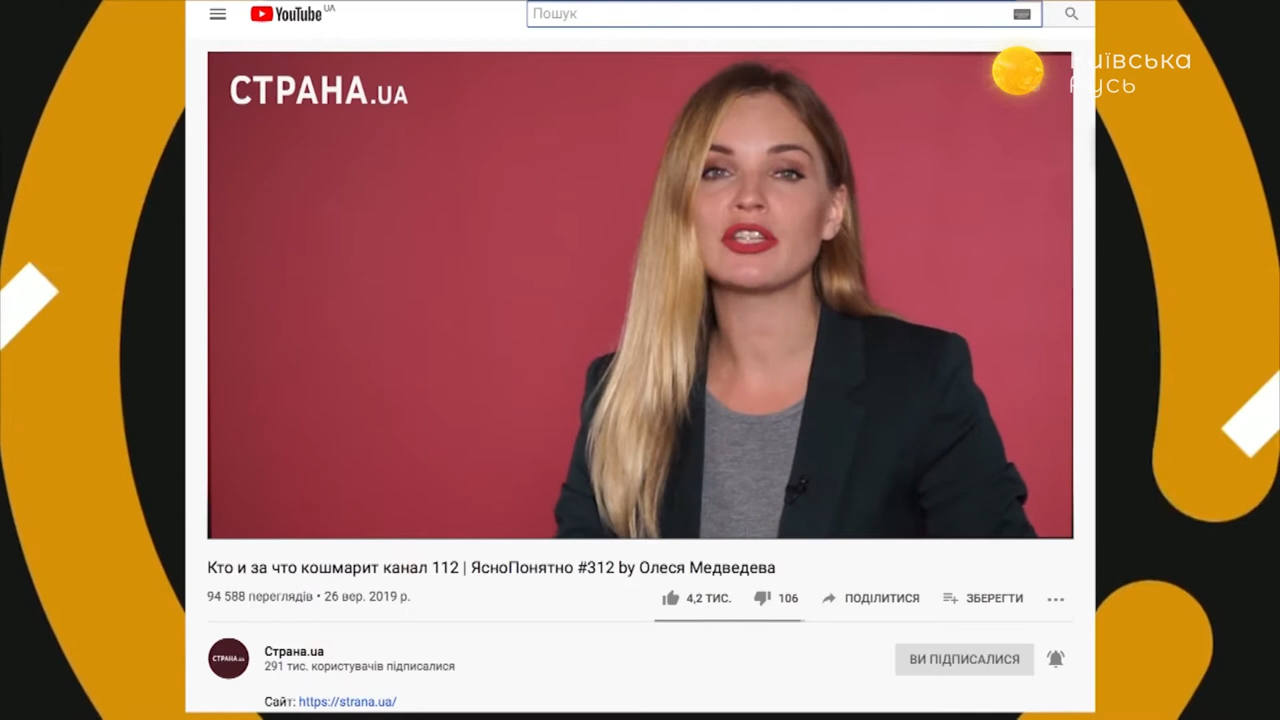 YouTube UA
Пошук
Київська
Русь
СТРАНА.UA
Кто и за что кошмарит канал 112 | ЯсноПонятно #312 by Олеся Медведева
94 588 переглядів • 26 вер. 2019 р.
4,2 ТИС.
106
ПОДІЛИТИСЯ
ЗБЕРЕГТИ
СТРАНА.UA
Страна.ua
291 тис. користувачів підписалися
ВИ ПІДПИСАЛИСЯ
Сайт: https://strana.ua/